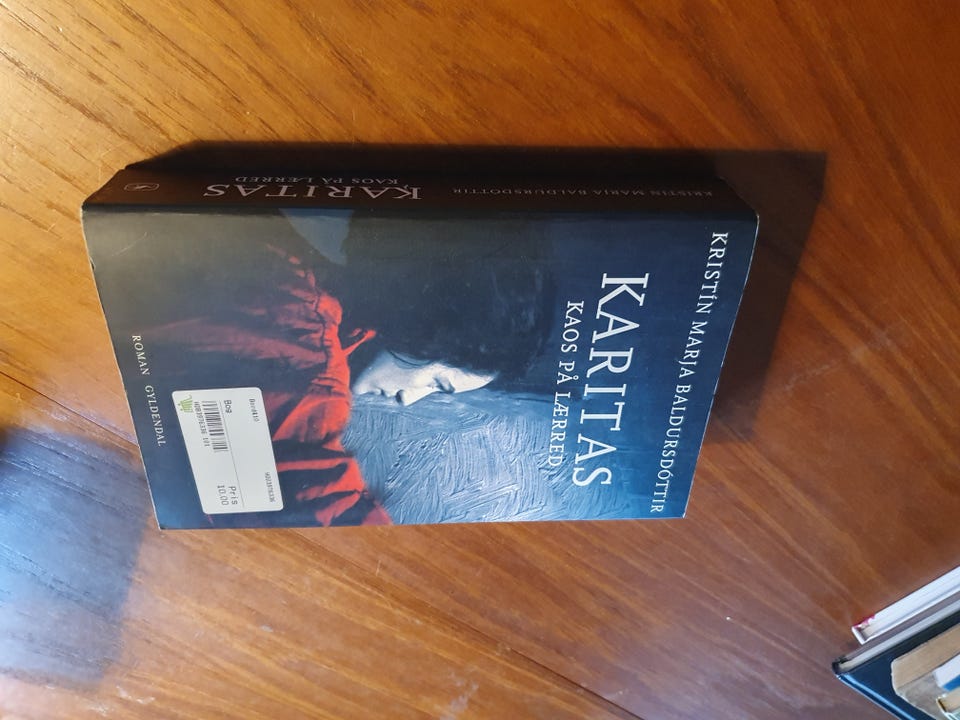 KRISTÍN MARJA BALDURSDÓTTIR
KARITAS
KAOS PÅ LÆRRED
ROMAN GYLDENDAL
Bog
Pris
10.00
KRISTÍN MARJA BALDURSDÓTTIR
KARITAS
KAOS PÅ LÆRRED